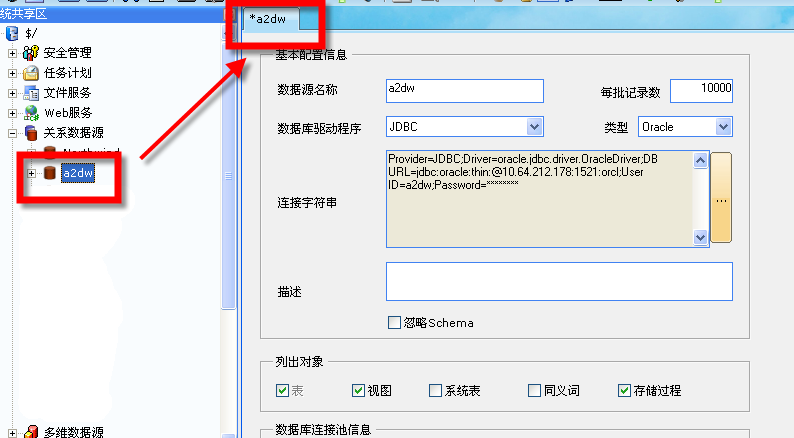 统共享区
$/
安全管理
任务计划
文件服务
Web服务
关系数据源
Northwind
a2dw
多维数据源
*a2dw
基本配置信息
数据源名称 a2dw 每批记录数 10000
数据库驱动程序 JDBC 类型 Oracle
连接字符串
Provider=JDBC;Driver=oracle.jdbc.driver.OracleDriver;DB
URL=jdbc:oracle:thin:@10.64.212.178:1521:orcl;User
ID=a2dw;Password=********
...
描述
忽略Schema
列出对象
表 视图 系统表 同义词 存储过程
数据库连接池信息